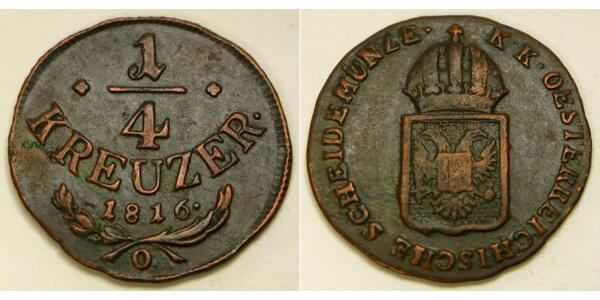 1
4
KREUZER·
1816·
O
K·K·OESTERREICHISCHE SCHEIDEMÜNZE·